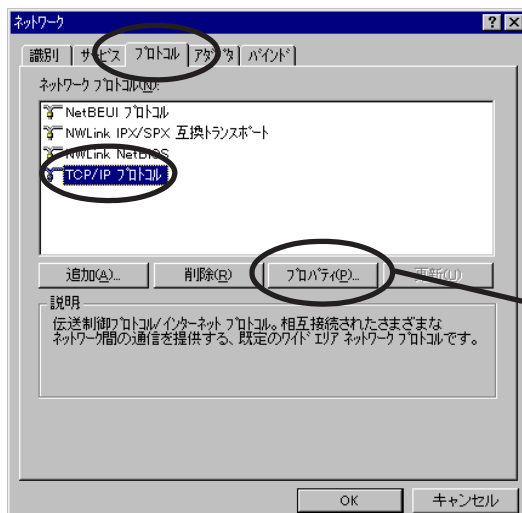 ネットワーク
識別 サービス プロトコル アダプタ バインド
ネットワーク プロトコル(N):
NetBEUI プロトコル
NWLink IPX/SPX 互換トランスポート
NWLink NetBIOS
TCP/IP プロトコル
追加(A)... 削除(R) プロパティ(P)... 更新(U)
説明
伝送制御プロトコル/インターネット プロトコル。相互接続されたさまざまな
ネットワーク間の通信を提供する、既定のワイド エリア ネットワーク プロトコルです。
OK キャンセル